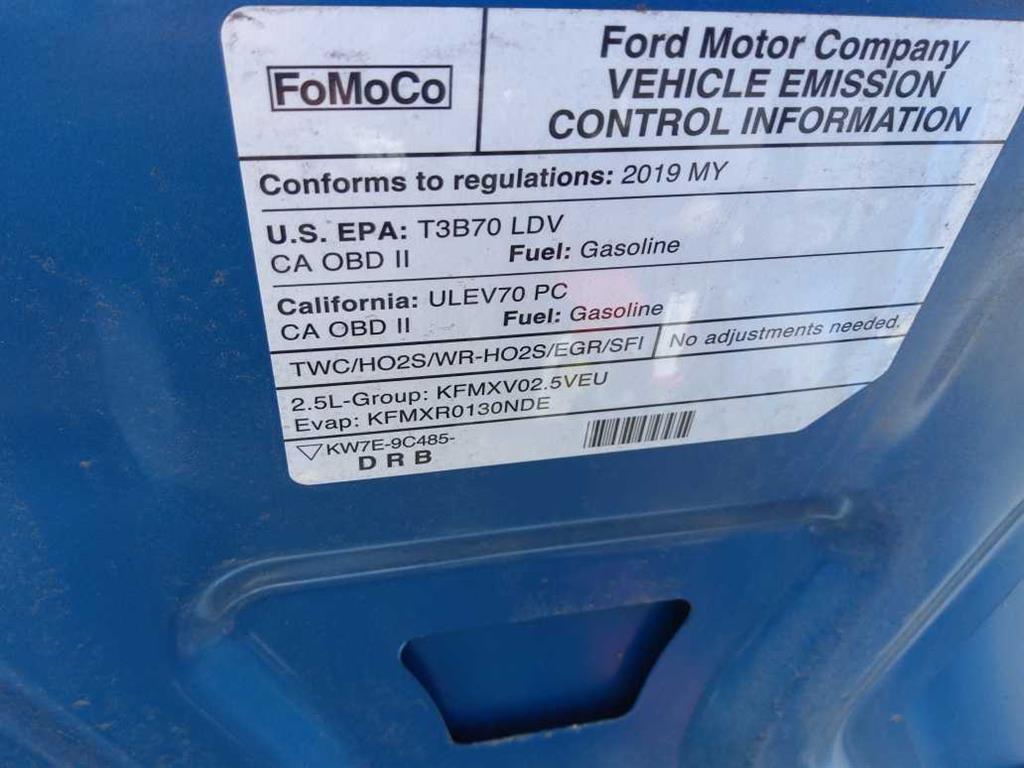 FoMoCo
Ford Motor Company
VEHICLE EMISSION
CONTROL INFORMATION
Conforms to regulations: 2019 MY
U.S. EPA: T3B70 LDV
CA OBD II Fuel: Gasoline
California: ULEV70 PC
CA OBD II Fuel: Gasoline
TWC/HO2S/WR-HO2S/EGR/SFI No adjustments needed.
2.5L-Group: KFMXV02.5VEU
Evap: KFMXR0130NDE
KW7E-9C485-
D R B